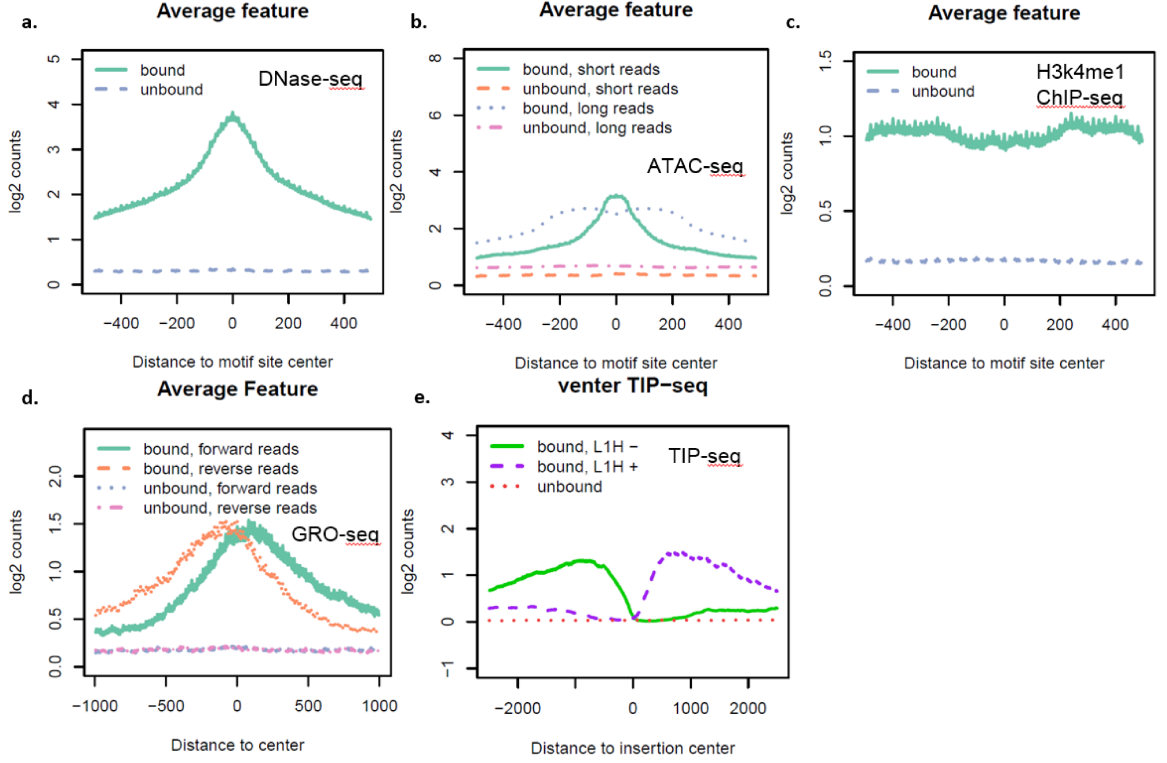 a.
Average feature
DNase-seq
bound
unbound
log2 counts
5
4
3
2
1
0
−400 −200 0 200 400
Distance to motif site center
b.
Average feature
bound, short reads
unbound, short reads
bound, long reads
unbound, long reads
ATAC-seq
log2 counts
8
6
4
2
0
−400 −200 0 200 400
Distance to motif site center
c.
Average feature
bound
unbound
H3k4me1
ChIP-seq
log2 counts
1.5
1.0
0.5
0.0
−400 −200 0 200 400
Distance to motif site center
d.
Average Feature
bound, forward reads
bound, reverse reads
unbound, forward reads
unbound, reverse reads
GRO-seq
log2 counts
2.0
1.5
1.0
0.5
0.0
−1000 −500 0 500 1000
Distance to center
e.
venter TIP−seq
bound, L1H −
bound, L1H +
unbound
TIP-seq
log2 counts
4
3
2
1
0
−1
−2000 0 1000 2000
Distance to insertion center